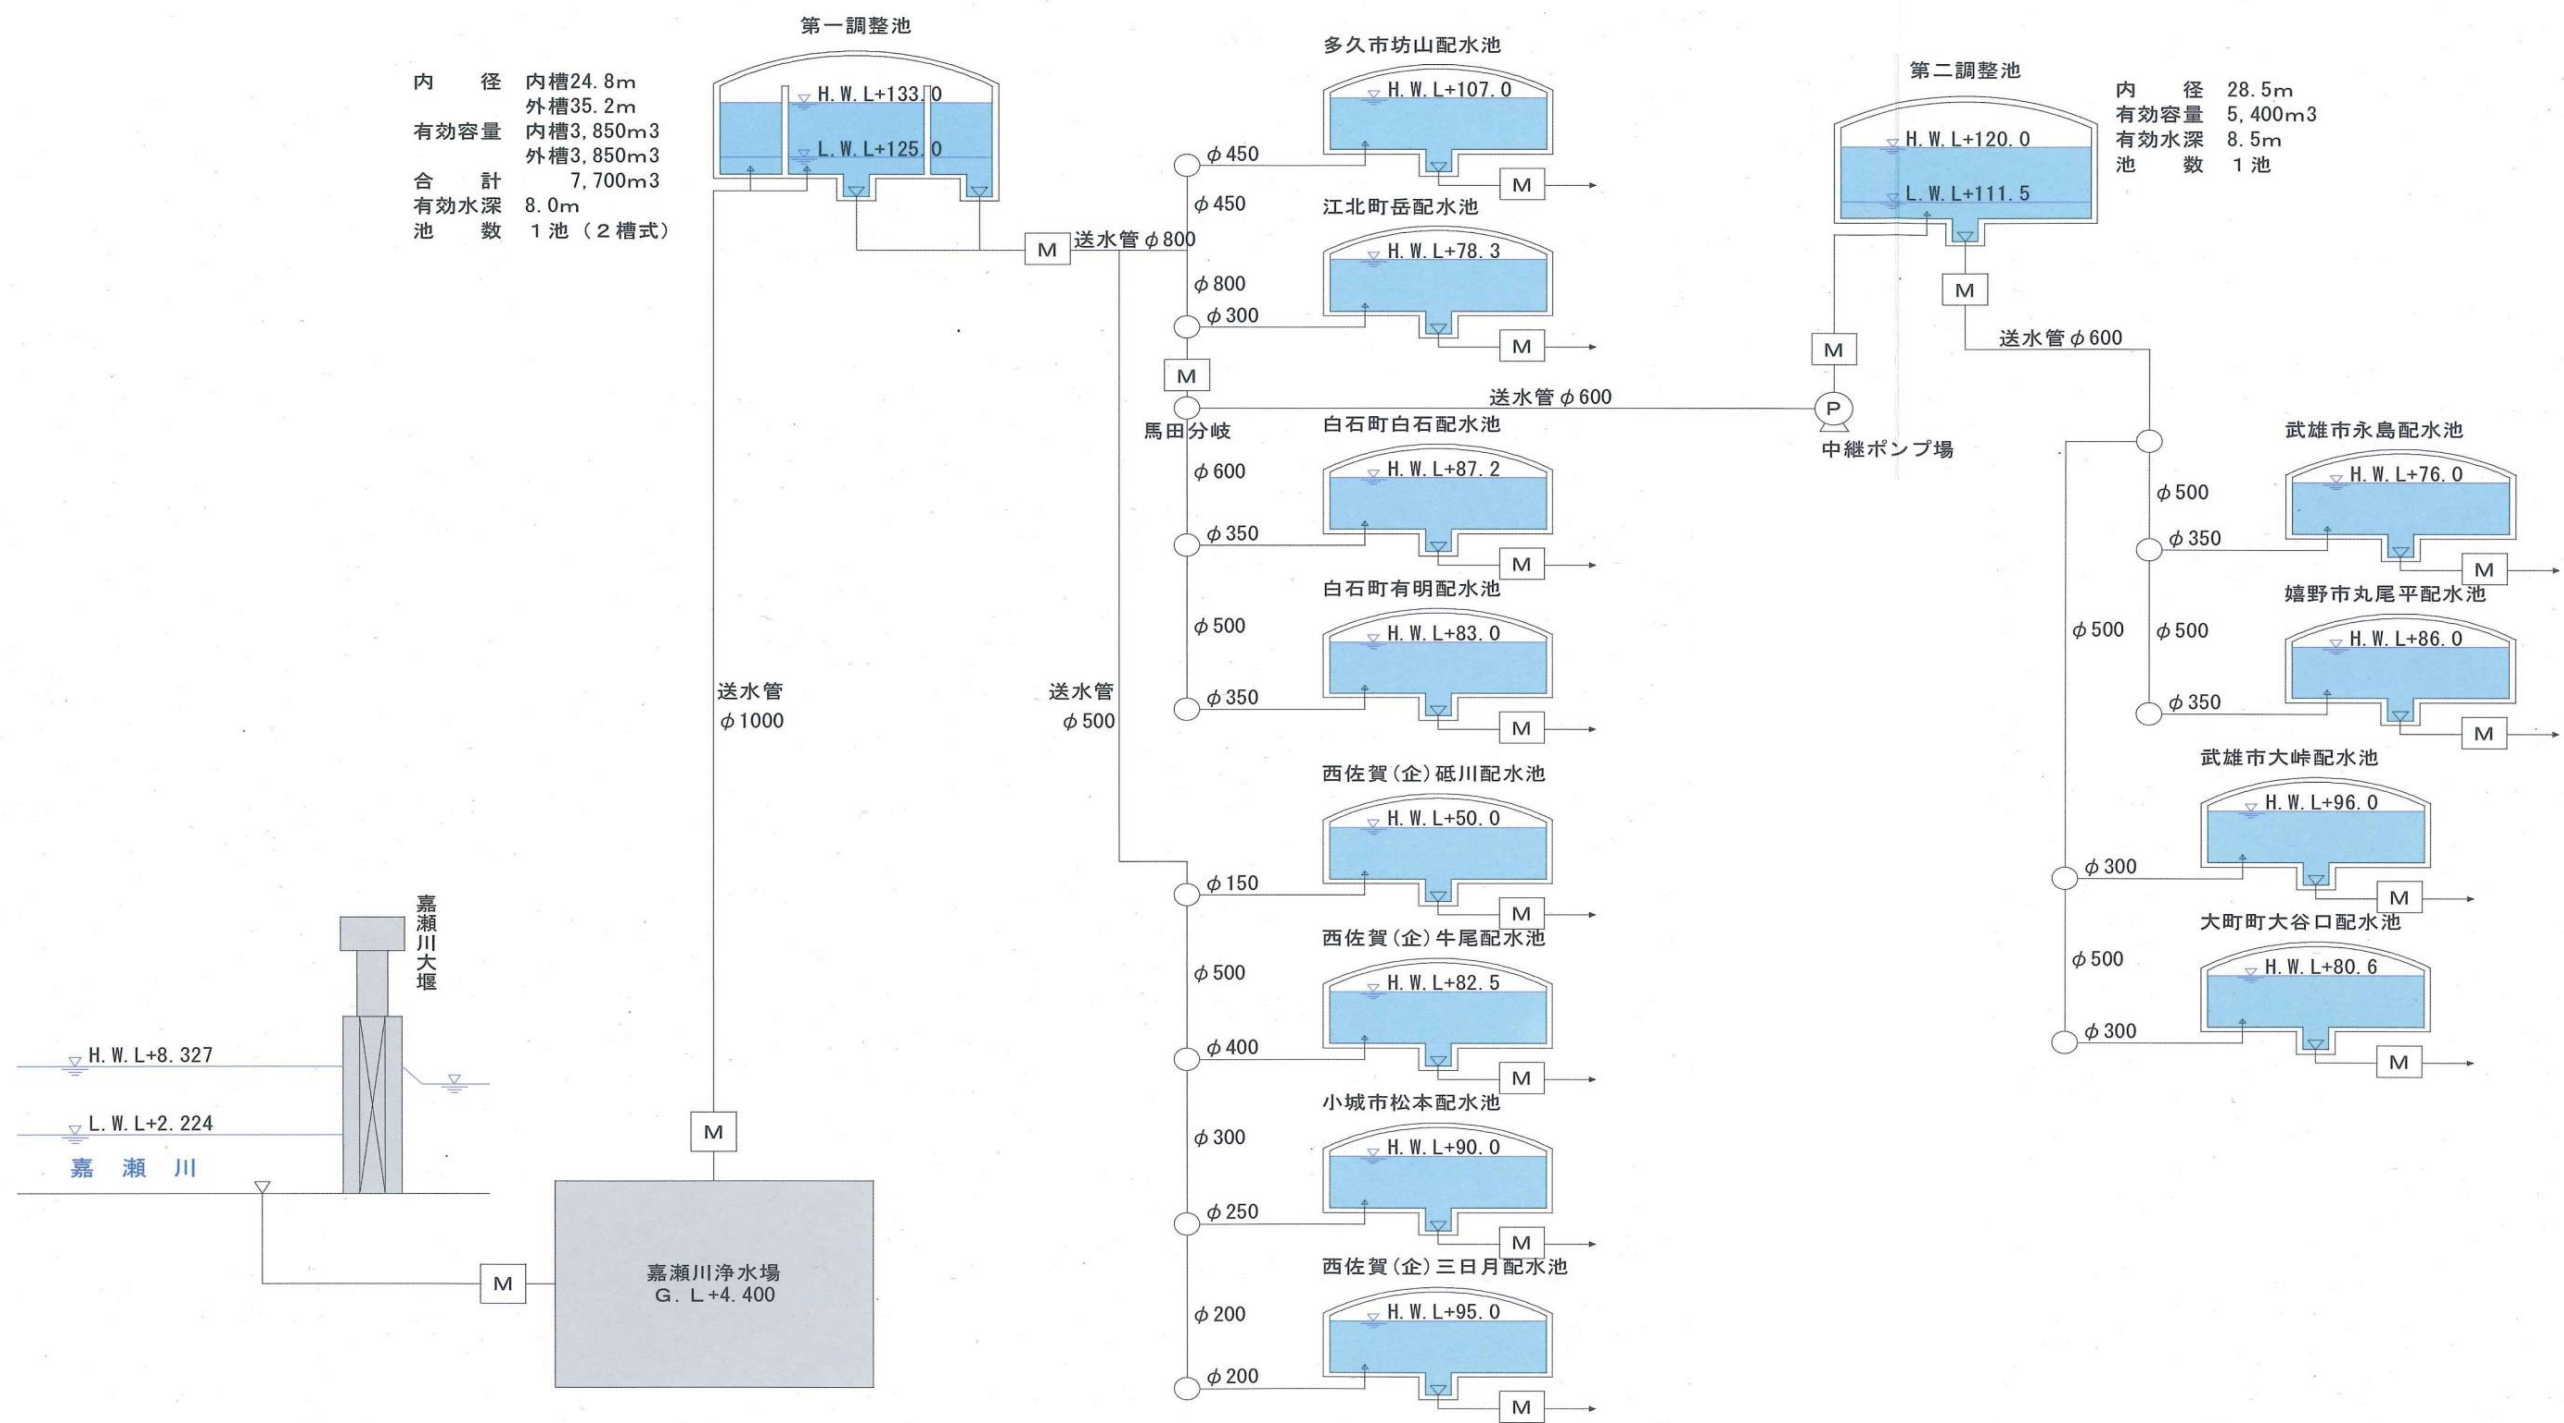 第一調整池
内　　径　内槽24.8m
外槽35.2m
有効容量　内槽3,850m3
外槽3,850m3
合　　計　7,700m3
有効水深　8.0m
池　　数　1池（2槽式）
H.W.L+133.0
L.W.L+125.0
M
送水管φ800
送水管
φ1000
送水管
φ500
M
嘉瀬川浄水場
G.L+4.400
M
嘉瀬川大堰
H.W.L+8.327
L.W.L+2.224
嘉瀬川
多久市坊山配水池
H.W.L+107.0
φ450
M
φ450
江北町岳配水池
H.W.L+78.3
φ800
φ300
M
M
馬田分岐
送水管φ600
白石町白石配水池
H.W.L+87.2
φ600
φ350
M
白石町有明配水池
H.W.L+83.0
φ500
φ350
M
西佐賀(企)砥川配水池
H.W.L+50.0
φ150
M
西佐賀(企)牛尾配水池
H.W.L+82.5
φ500
φ400
M
小城市松本配水池
H.W.L+90.0
φ300
φ250
M
西佐賀(企)三日月配水池
H.W.L+95.0
φ200
φ200
M
第二調整池
内　　径　28.5m
有効容量　5,400m3
有効水深　8.5m
池　　数　1池
H.W.L+120.0
L.W.L+111.5
M
M
P
中継ポンプ場
送水管φ600
武雄市永島配水池
H.W.L+76.0
φ500
φ350
M
嬉野市丸尾平配水池
H.W.L+86.0
φ500
φ500
φ350
M
武雄市大峠配水池
H.W.L+96.0
φ300
M
大町町大谷口配水池
H.W.L+80.6
φ500
φ300
M